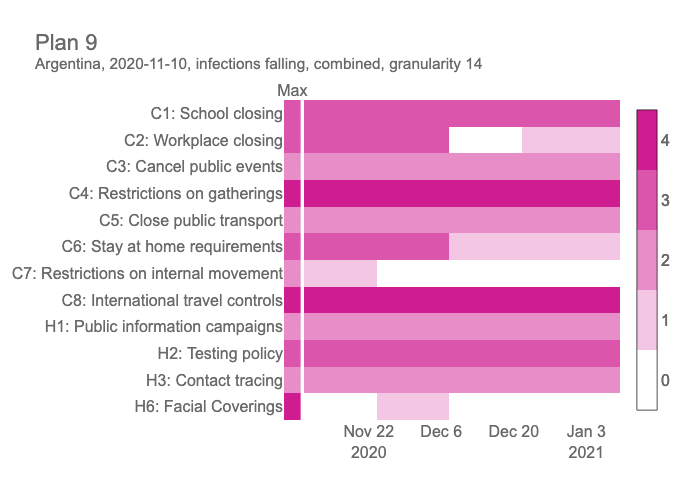 Plan 9
Argentina, 2020-11-10, infections falling, combined, granularity 14
Max
C1: School closing
C2: Workplace closing
C3: Cancel public events
C4: Restrictions on gatherings
C5: Close public transport
C6: Stay at home requirements
C7: Restrictions on internal movement
C8: International travel controls
H1: Public information campaigns
H2: Testing policy
H3: Contact tracing
H6: Facial Coverings
Nov 22 Dec 6 Dec 20 Jan 3
2020 2021
4
3
2
1
0